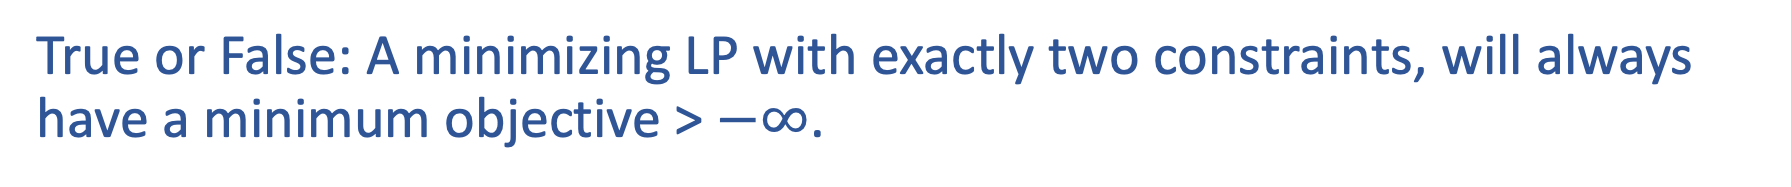 True or False: A minimizing LP with exactly two constraints, will always
have a minimum objective > −∞.